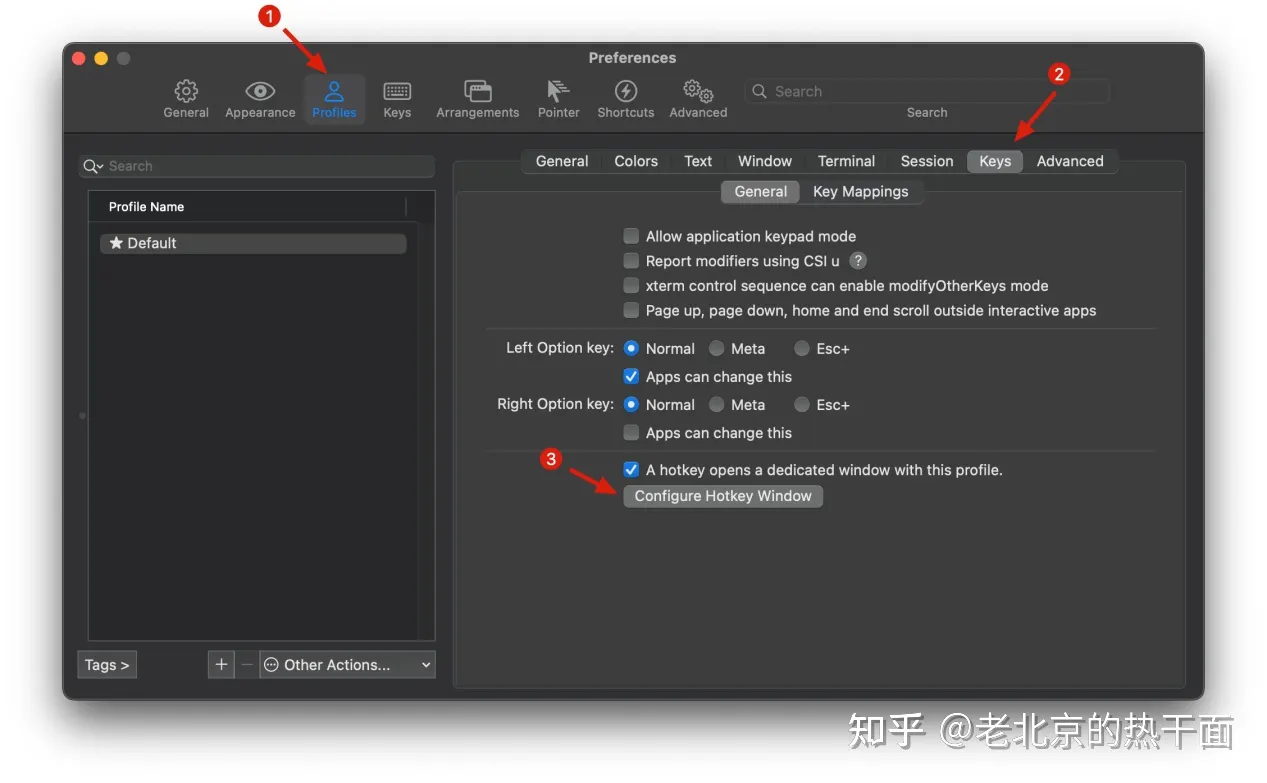 1
Preferences
2
General Appearance Profiles Keys Arrangements Pointer Shortcuts Advanced Search
Search
Search
General Colors Text Window Terminal Session Keys Advanced
General Key Mappings
Profile Name
★ Default
Allow application keypad mode
Report modifiers using CSI u ?
xterm control sequence can enable modifyOtherKeys mode
Page up, page down, home and end scroll outside interactive apps
Left Option key: Normal Meta Esc+
Apps can change this
Right Option key: Normal Meta Esc+
Apps can change this
3
A hotkey opens a dedicated window with this profile.
Configure Hotkey Window
Tags > + − Other Actions...
知乎 @老北京的热干面